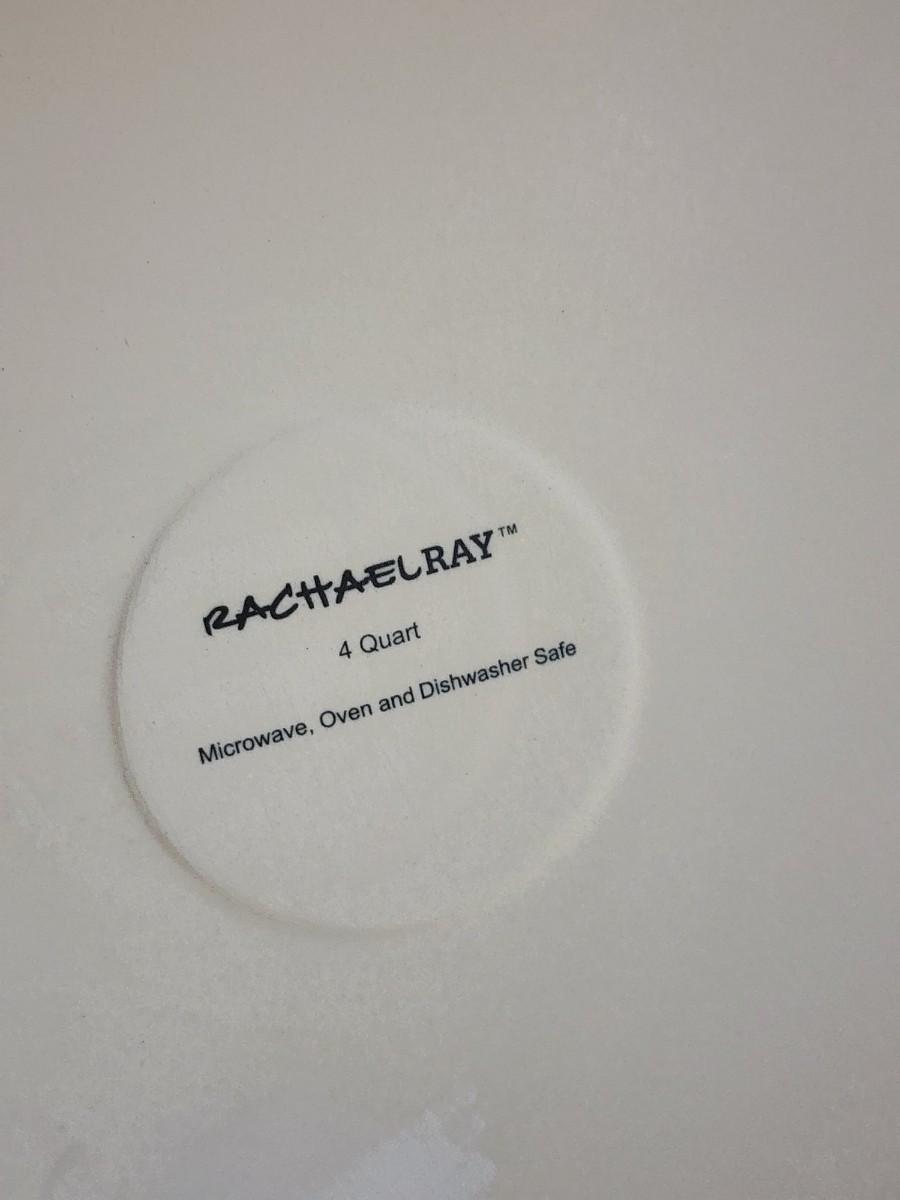 RACHAELRAY™
4 Quart
Microwave, Oven and Dishwasher Safe